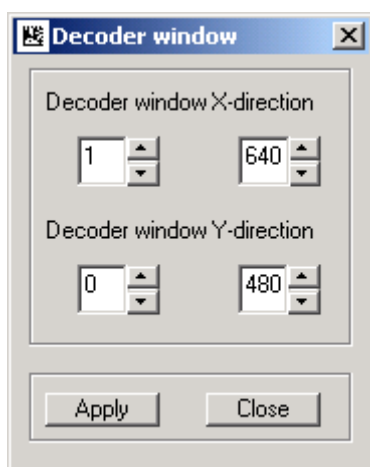 Decoder window
Decoder window X-direction
1 640
Decoder window Y-direction
0 480
Apply Close